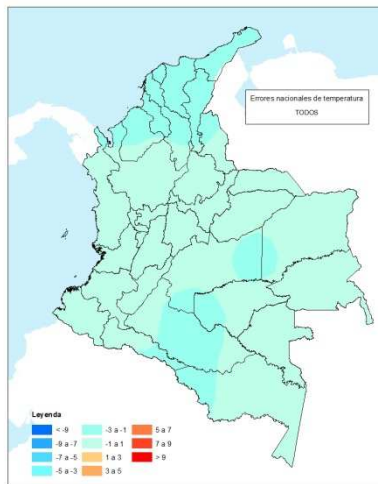 Errores nacionales de temperatura
TODOS
Leyenda
< -9
-9 a -7
-7 a -5
-5 a -3
-3 a -1
-1 a 1
1 a 3
3 a 5
5 a 7
7 a 9
> 9